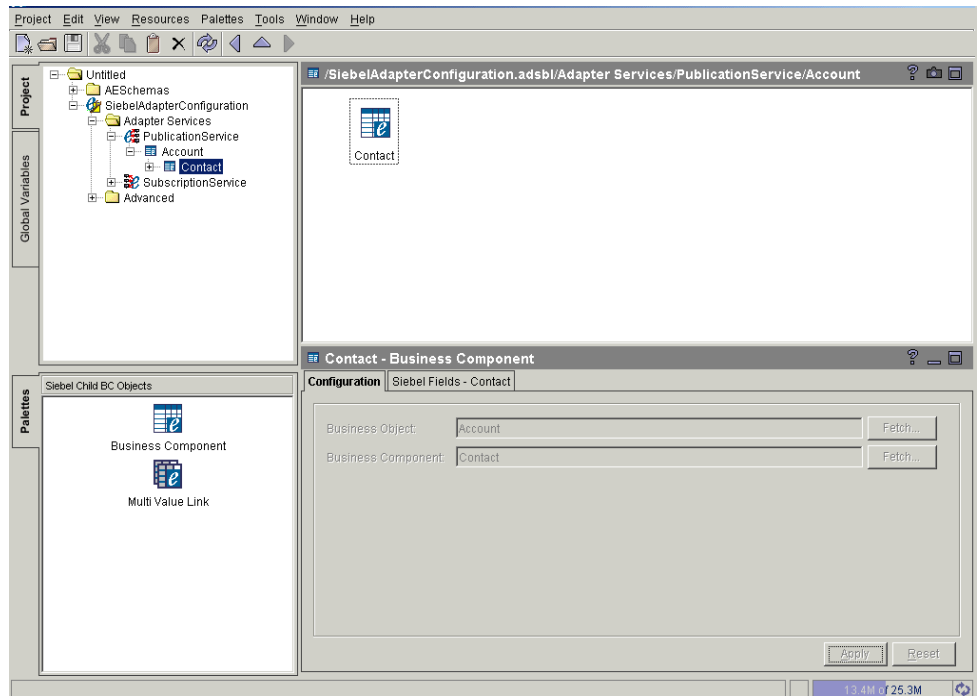 Project Edit View Resources Palettes Tools Window Help
Project
Global Variables
Untitled
AESchemas
SiebelAdapterConfiguration
Adapter Services
PublicationService
Account
Contact
SubscriptionService
Advanced
/SiebelAdapterConfiguration.adsbl/Adapter Services/PublicationService/Account
Contact
Palettes
Siebel Child BC Objects
Business Component
Multi Value Link
Contact - Business Component
Configuration Siebel Fields - Contact
Business Object: Account Fetch...
Business Component: Contact Fetch...
Apply Reset
13.4M of 25.3M